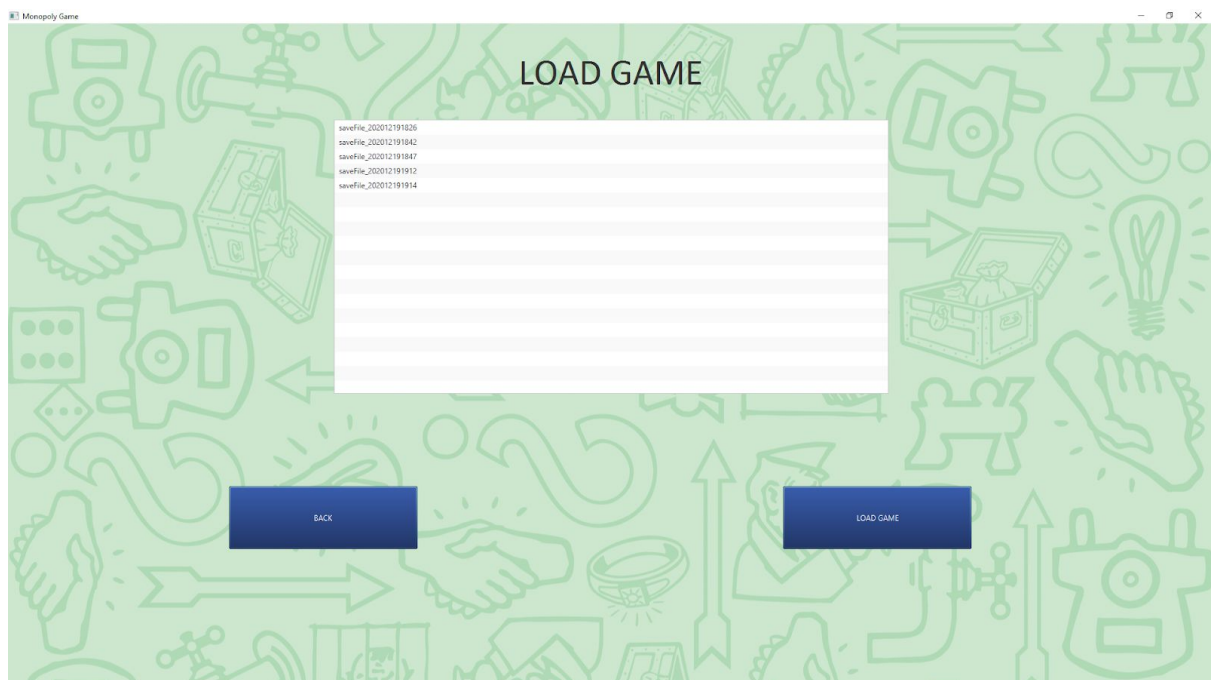 Monopoly Game
LOAD GAME
saveFile_202012191826
saveFile_202012191842
saveFile_202012191847
saveFile_202012191912
saveFile_202012191914
BACK
LOAD GAME